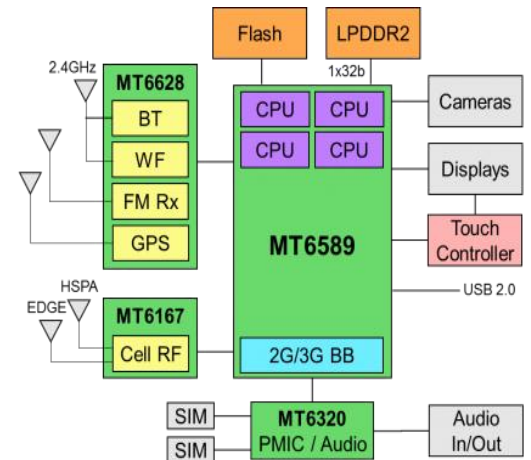 Flash
LPDDR2
2.4GHz
1x32b
MT6628
BT
WF
FM Rx
GPS
CPU
CPU
CPU
CPU
MT6589
2G/3G BB
Cameras
Displays
Touch
Controller
USB 2.0
HSPA
EDGE
MT6167
Cell RF
SIM
SIM
MT6320
PMIC / Audio
Audio
In/Out